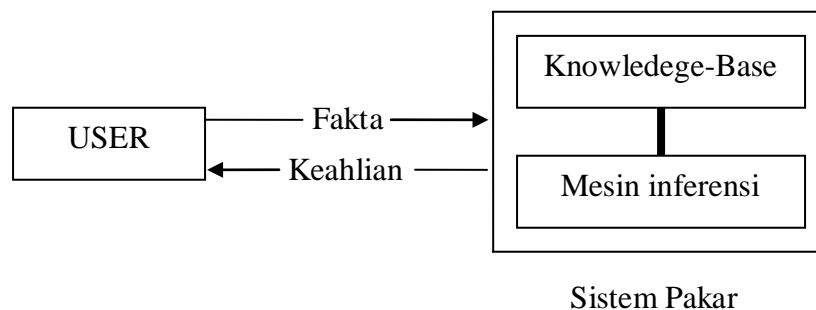 Knowledege-Base
USER
Fakta
Keahlian
Mesin inferensi
Sistem Pakar